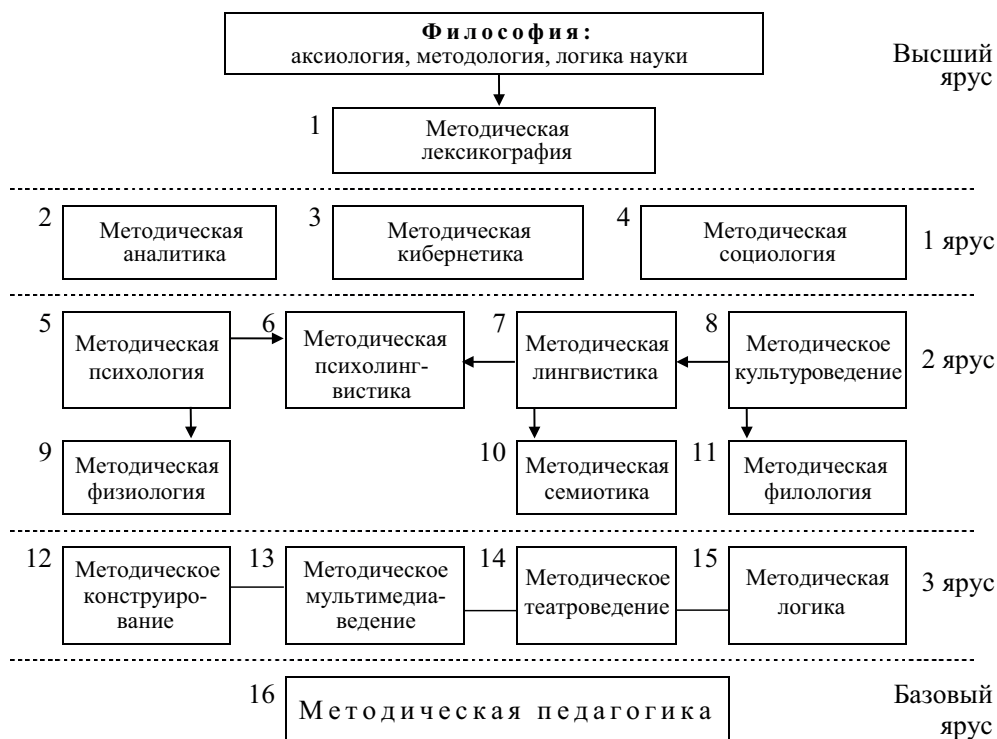 Философия:
аксиология, методология, логика науки
Высший
ярус
1
Методическая
лексикография
2
Методическая
аналитика
3
Методическая
кибернетика
4
Методическая
социология
1 ярус
5
Методическая
психология
6
Методическая
психолинг-
вистика
7
Методическая
лингвистика
8
Методическое
культуроведение
2 ярус
9
Методическая
физиология
10
Методическая
семиотика
11
Методическая
филология
12
Методическое
конструиро-
вание
13
Методическое
мультимедиа-
ведение
14
Методическое
театроведение
15
Методическая
логика
3 ярус
16
Методическая педагогика
Базовый
ярус